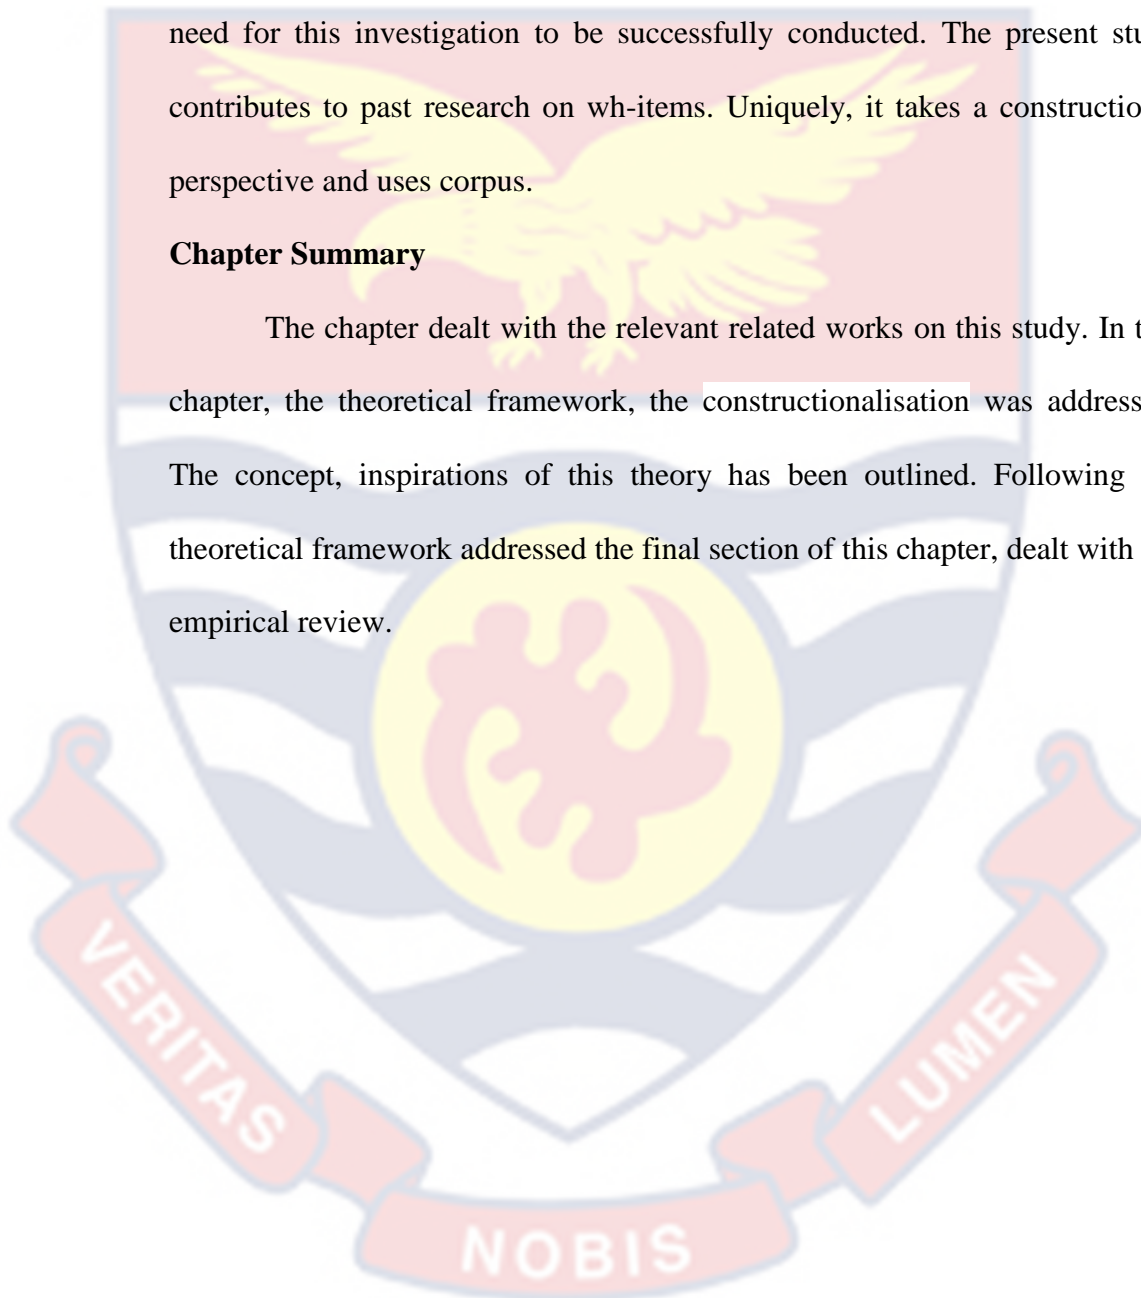 need for this investigation to be successfully conducted. The present
contributes to past research on wh-items. Uniquely, it takes a
perspective and uses corpus.
Chapter Summary
The chapter dealt with the relevant related works on this study. In
chapter, the theoretical framework, the constructionalisation was
The concept, inspirations of this theory has been outlined. Following
theoretical framework addressed the final section of this chapter, dealt with
empirical review.
VERITAS
NOBIS
LUMEN